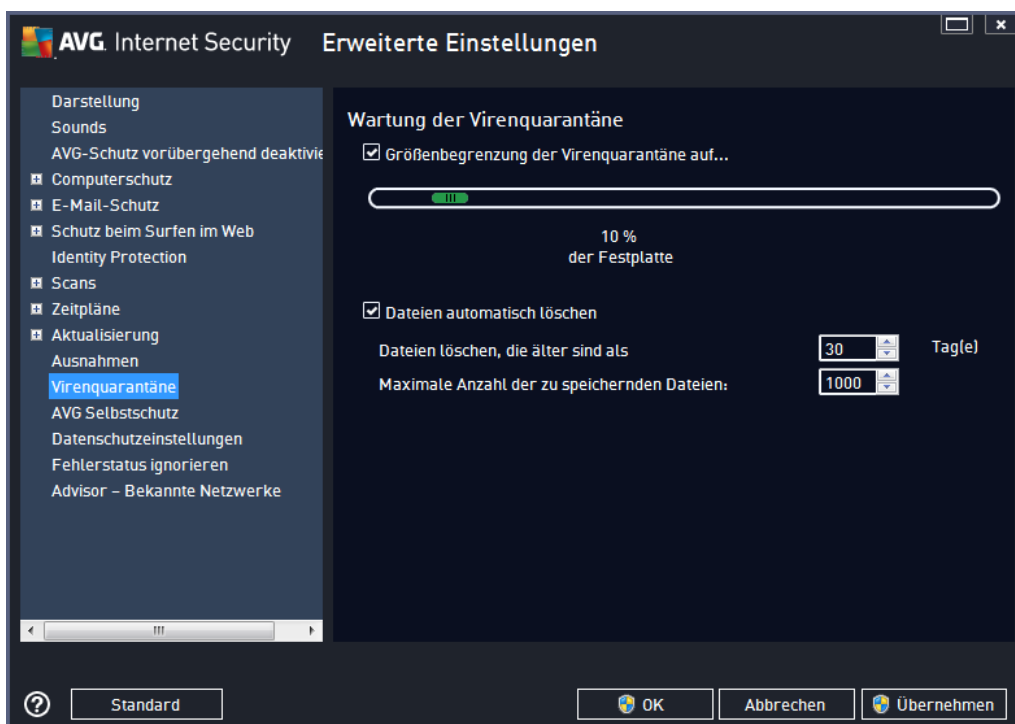 AVG. Internet Security
Erweiterte Einstellungen
Darstellung
Sounds
AVG-Schutz vorübergehend deaktivie
Computerschutz
E-Mail-Schutz
Schutz beim Surfen im Web
Identity Protection
Scans
Zeitpläne
Aktualisierung
Ausnahmen
Virenquarantäne
AVG Selbstschutz
Datenschutzeinstellungen
Fehlerstatus ignorieren
Advisor – Bekannte Netzwerke
Wartung der Virenquarantäne
Größenbegrenzung der Virenquarantäne auf...
10 %
der Festplatte
Dateien automatisch löschen
Dateien löschen, die älter sind als 30 Tag(e)
Maximale Anzahl der zu speichernden Dateien: 1000
? Standard OK Abbrechen Übernehmen